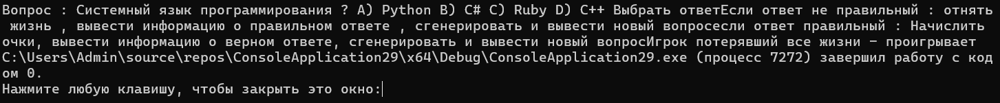 Вопрос : Системный язык программирования ? A) Python B) C# C) Ruby D) C++ Выбрать ответЕсли ответ не правильный : отнять
жизнь , вывести информацию о правильном ответе , сгенерировать и вывести новый вопросесли ответ правильный : Начислить
очки, вывести информацию о верном ответе, сгенерировать и вывести новый вопросИгрок потерявший все жизни - проигрывает
C:\Users\Admin\source\repos\ConsoleApplication29\x64\Debug\ConsoleApplication29.exe (процесс 7272) завершил работу с код
ом 0.
Нажмите любую клавишу, чтобы закрыть это окно: